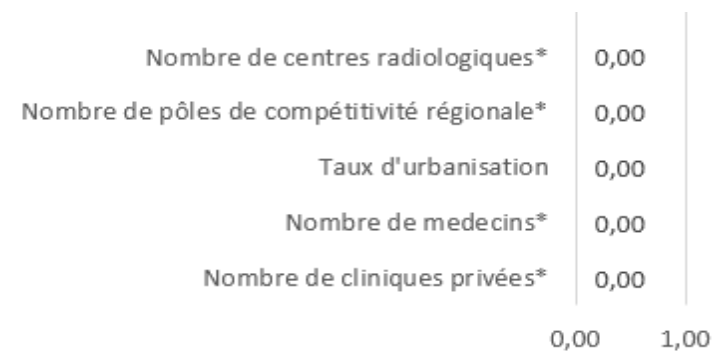 Nombre de centres radiologiques* 0,00
Nombre de pôles de compétitivité régionale* 0,00
Taux d'urbanisation 0,00
Nombre de medecins* 0,00
Nombre de cliniques privées* 0,00
0,00 1,00